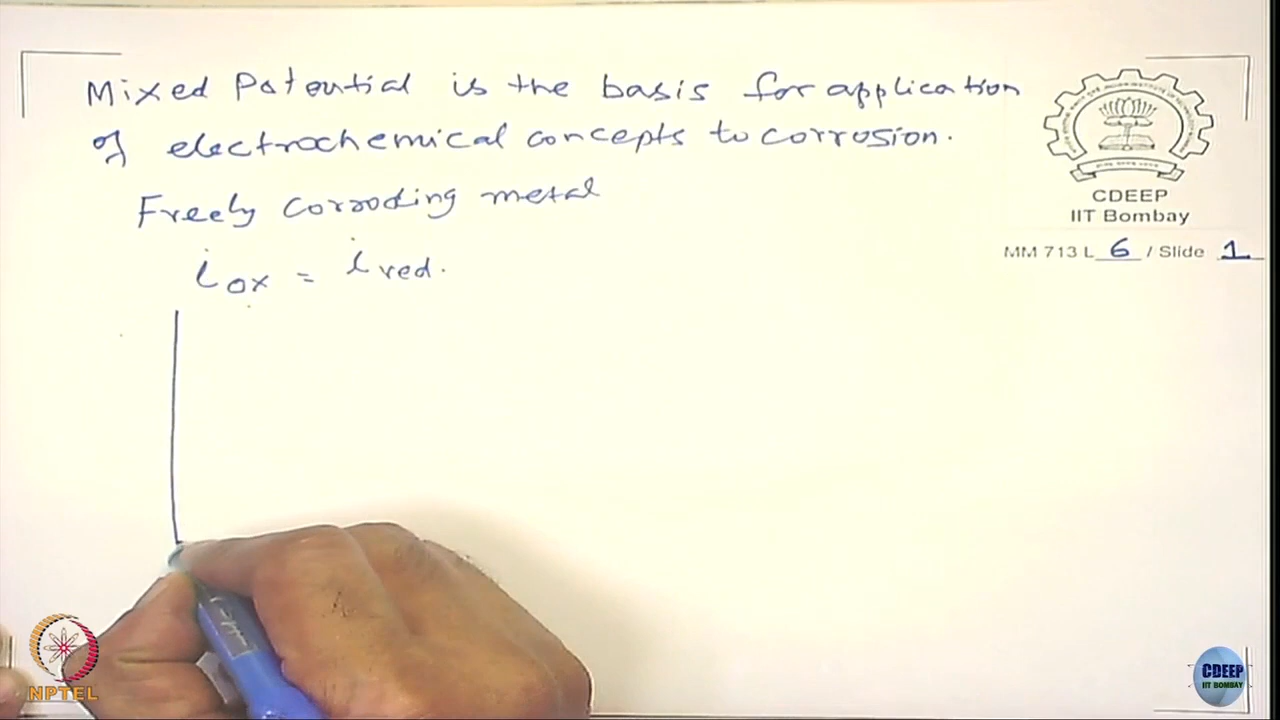 Mixed Potential is the basis for application
of electrochemical concepts to corrosion.
Freely corroding metal
i ox = i red.
CDEEP
IIT Bombay
MM 713 L 6 / Slide 1
NPTEL
CDEEP
IIT BOMBAY